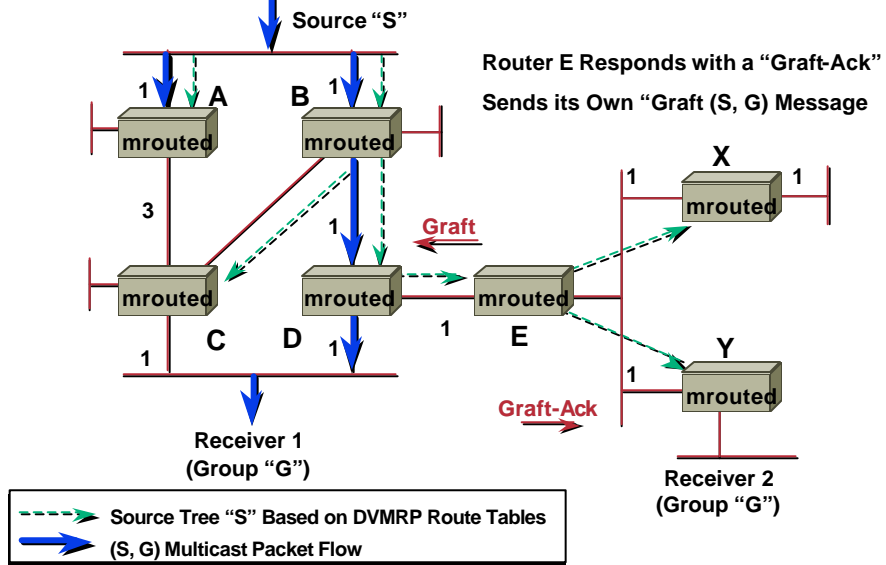 Source “S”
Router E Responds with a “Graft-Ack”
Sends its Own “Graft (S, G) Message
1
A
1
B
mrouted
mrouted
X
1
mrouted
1
3
Graft
1
mrouted
mrouted
mrouted
C
D
1
E
1
1
Y
1
mrouted
Graft-Ack
Receiver 1
(Group “G”)
Receiver 2
(Group “G”)
Source Tree “S” Based on DVMRP Route Tables
(S, G) Multicast Packet Flow